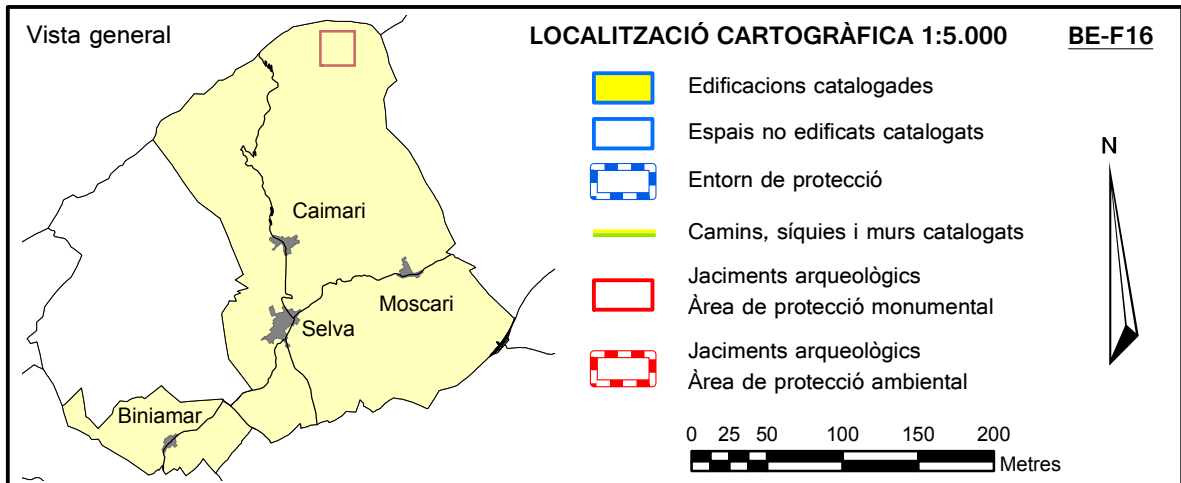 Vista general
LOCALITZACIÓ CARTOGRÀFICA 1:5.000
BE-F16
Edificacions catalogades
Espais no edificats catalogats
Entorn de protecció
Camins, síquies i murs catalogats
Jaciments arqueològics
Àrea de protecció monumental
Jaciments arqueològics
Àrea de protecció ambiental
N
Caimari
Moscari
Selva
Biniamar
0 25 50 100 150 200
Metres